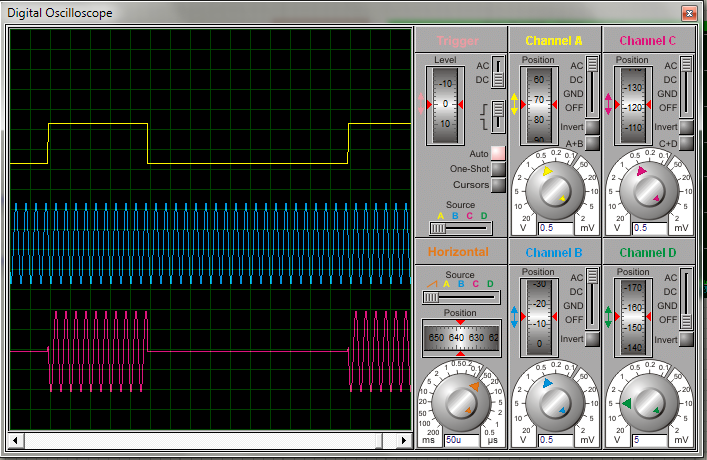 Digital Oscilloscope
Trigger
Level
AC
DC
-10
0
10
Auto
One-Shot
Cursors
Source
A B C D
Channel A
Position
AC
DC
GND
OFF
60
70
80
90
Invert
A+B
1 0.5 0.2 0.1 50 20 10 5 2
2 5 10 20
V 0.5 mV
Channel C
Position
AC
DC
GND
OFF
-130
-120
-110
Invert
C+D
1 0.5 0.2 0.1 50 20 10 5 2
2 5 10 20
V 0.5 mV
Horizontal
Source
A B C D
Position
650 640 630 62
200 100 50 20 10 5 2 1 0.5 0.2 0.1 50 20 10 5 2 1 0.5
ms 50u µs
Channel B
Position
AC
DC
GND
OFF
-30
-20
-10
0
Invert
1 0.5 0.2 0.1 50 20 10 5 2
2 5 10 20
V 0.5 mV
Channel D
Position
AC
DC
GND
OFF
-170
-160
-150
-140
Invert
1 0.5 0.2 0.1 50 20 10 5 2
2 5 10 20
V 5 mV